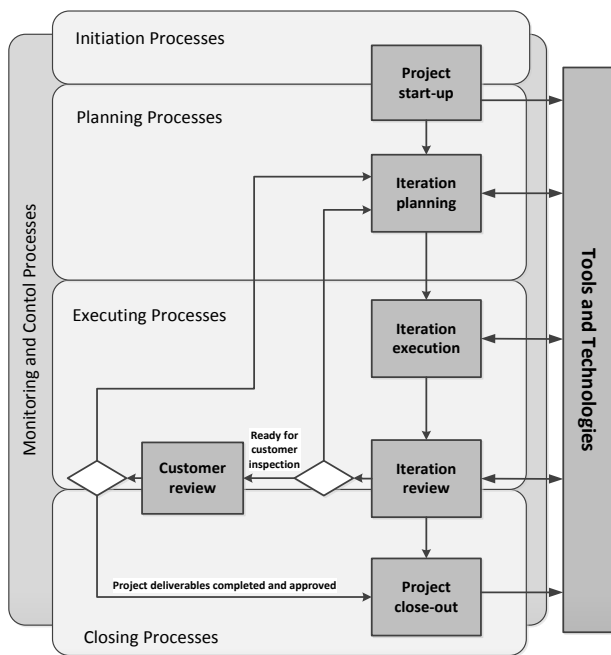 Initiation Processes
Project
start-up
Planning Processes
Iteration
planning
Monitoring and Contol Processes
Tools and Technologies
Executing Processes
Iteration
execution
Ready for
customer
inspection
Customer
review
Iteration
review
Project deliverables completed and approved
Project
close-out
Closing Processes